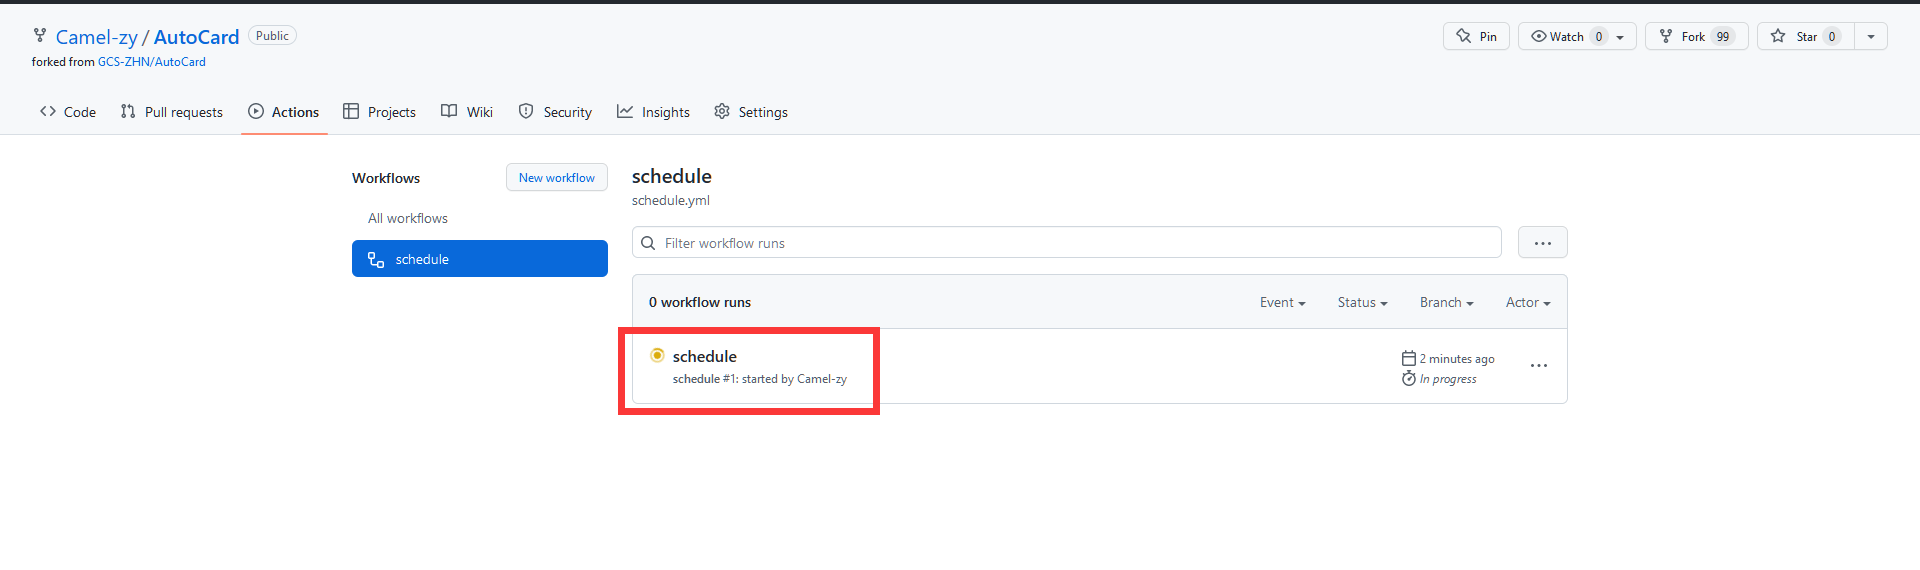 Camel-zy / AutoCard Public
forked from GCS-ZHN/AutoCard
Pin Watch 0 Fork 99 Star 0
Code Pull requests Actions Projects Wiki Security Insights Settings
Workflows New workflow
All workflows
schedule
schedule
schedule.yml
Filter workflow runs
0 workflow runs Event Status Branch Actor
schedule
schedule #1: started by Camel-zy
2 minutes ago
In progress